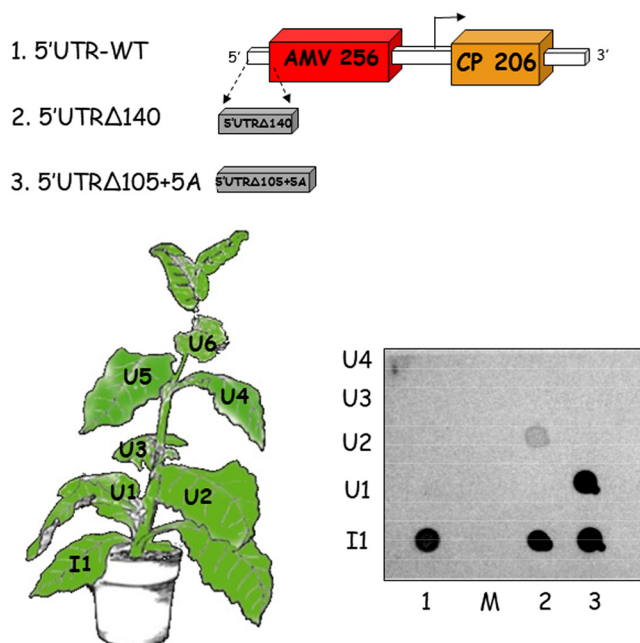 1. 5'UTR-WT
5'
AMV 256
CP 206
3'
2. 5'UTRΔ140
5'UTRΔ140
3. 5'UTRΔ105+5A
5'UTRΔ105+5A
U6
U5
U4
U3
U1
U2
I1
U4
U3
U2
U1
I1
1 M 2 3